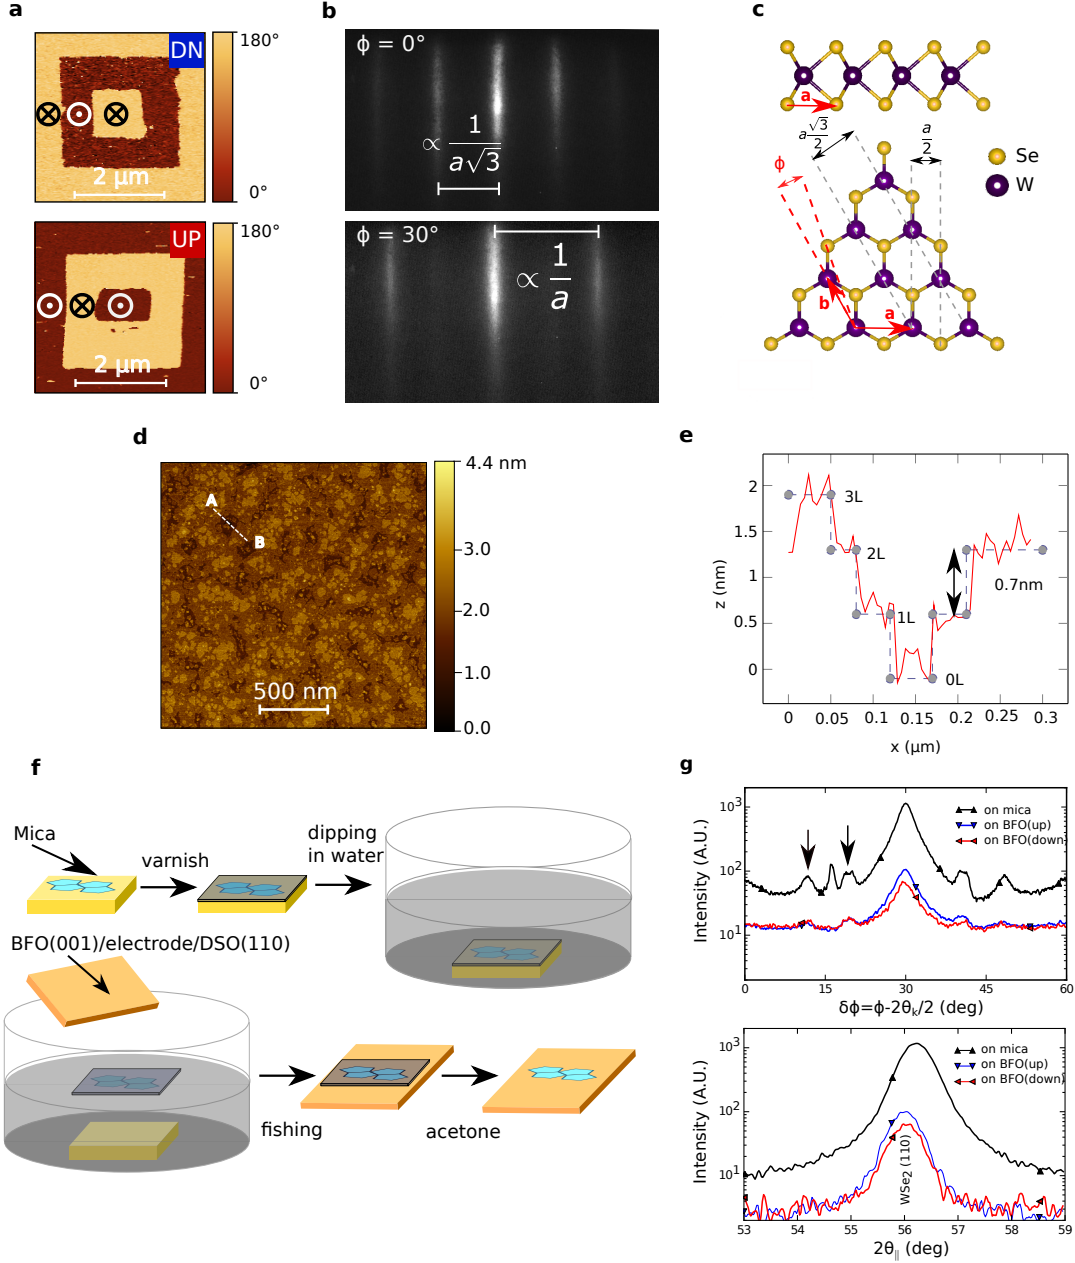 a
DN
2 μm
180°
0°
UP
2 μm
180°
0°
b
ϕ = 0°
∝ 1/(a√3)
ϕ = 30°
∝ 1/a
c
a
a√3/2
a/2
ϕ
b
a
Se
W
d
A
B
500 nm
4.4 nm
4.0
3.0
2.0
1.0
0.0
e
z (nm)
2
1.5
1
0.5
0
3L
2L
1L
0L
0.7nm
0
0.05
0.1
0.15
0.2
0.25
0.3
x (μm)
f
Mica
varnish
dipping
in water
BFO(001)/electrode/DSO(110)
fishing
acetone
g
Intensity (A.U.)
10³
10²
10¹
on mica
on BFO(up)
on BFO(down)
0
15
30
45
60
δϕ=ϕ-2θₖ/2 (deg)
Intensity (A.U.)
10³
10²
10¹
on mica
on BFO(up)
on BFO(down)
WSe₂ (110)
53
54
55
56
57
58
59
2θ∥ (deg)